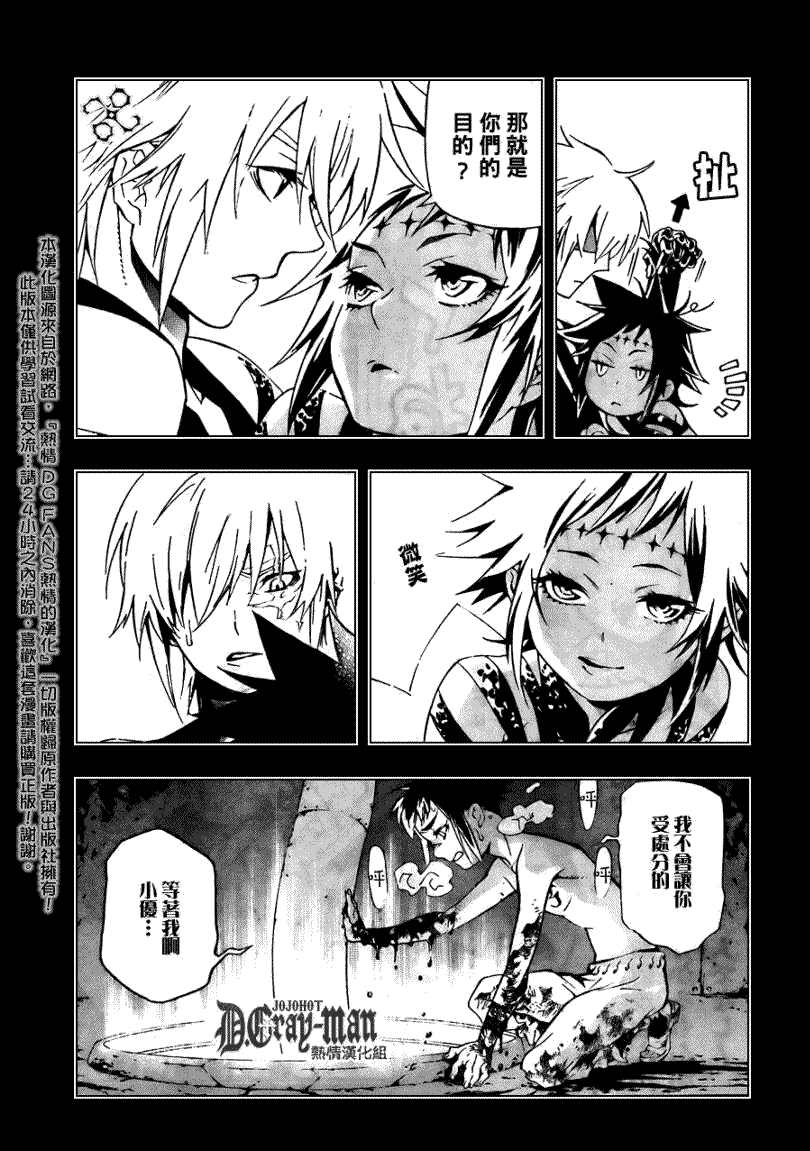 扯
那就是
你們的
目的？
微笑
我不會讓你
受處分的
呼
呼
等著我啊
小優…
JOJOHOT
D.Gray-man
熱情漢化組
本漢化圖源來自於網路，『熱情DG FANS熱情的漢化』一切版權歸原作者與出版社擁有！
此版本僅供學習試看交流…請24小時之內消除，喜歡這套漫畫請購買正版！謝謝。